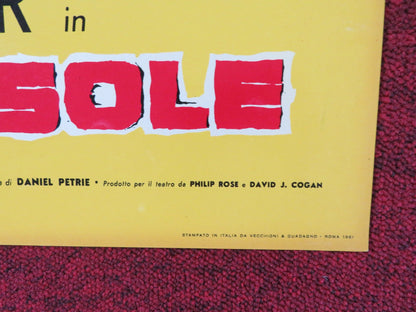 R in
SOLE
di DANIEL PETRIE • Prodotto per il teatro da PHILIP ROSE e DAVID J. COGAN
STAMPATO IN ITALIA DA VECCHIONI & GUADAGNO - ROMA 1961